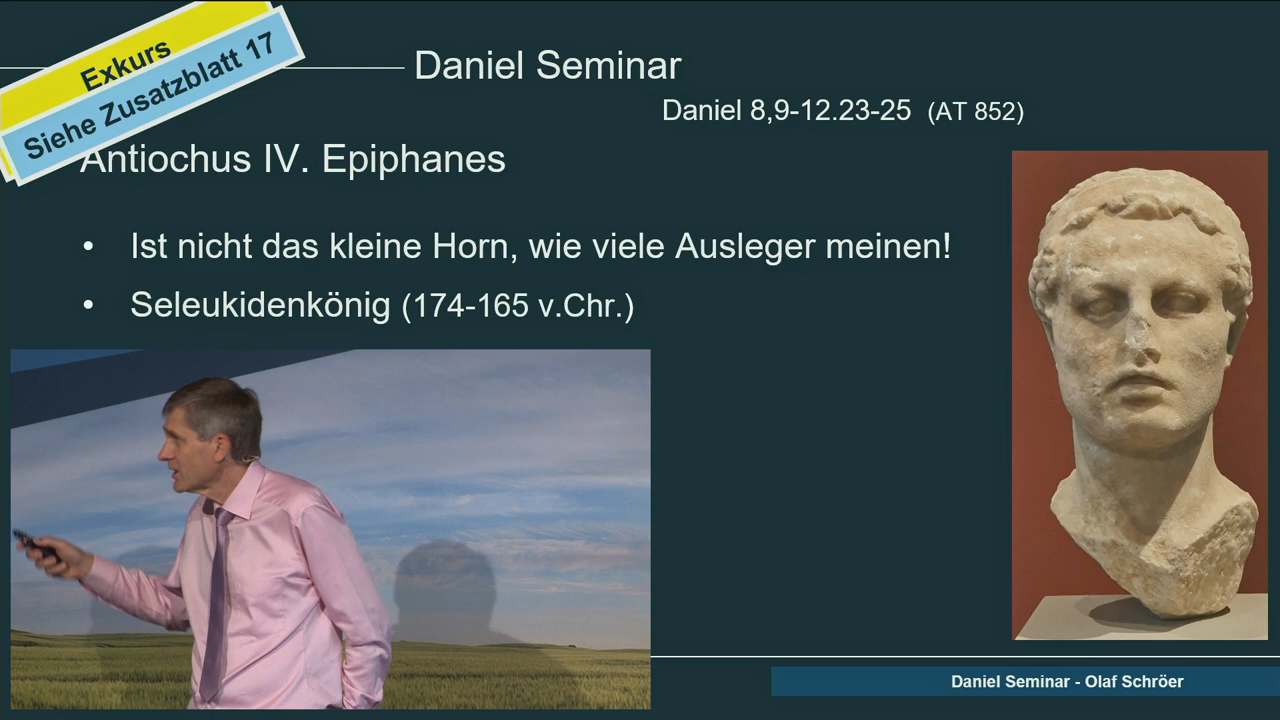 Exkurs
Siehe Zusatzblatt 17
Daniel Seminar
Daniel 8,9-12.23-25 (AT 852)
Antiochus IV. Epiphanes
• Ist nicht das kleine Horn, wie viele Ausleger meinen!
• Seleukidenkönig (174-165 v.Chr.)
Daniel Seminar - Olaf Schröer